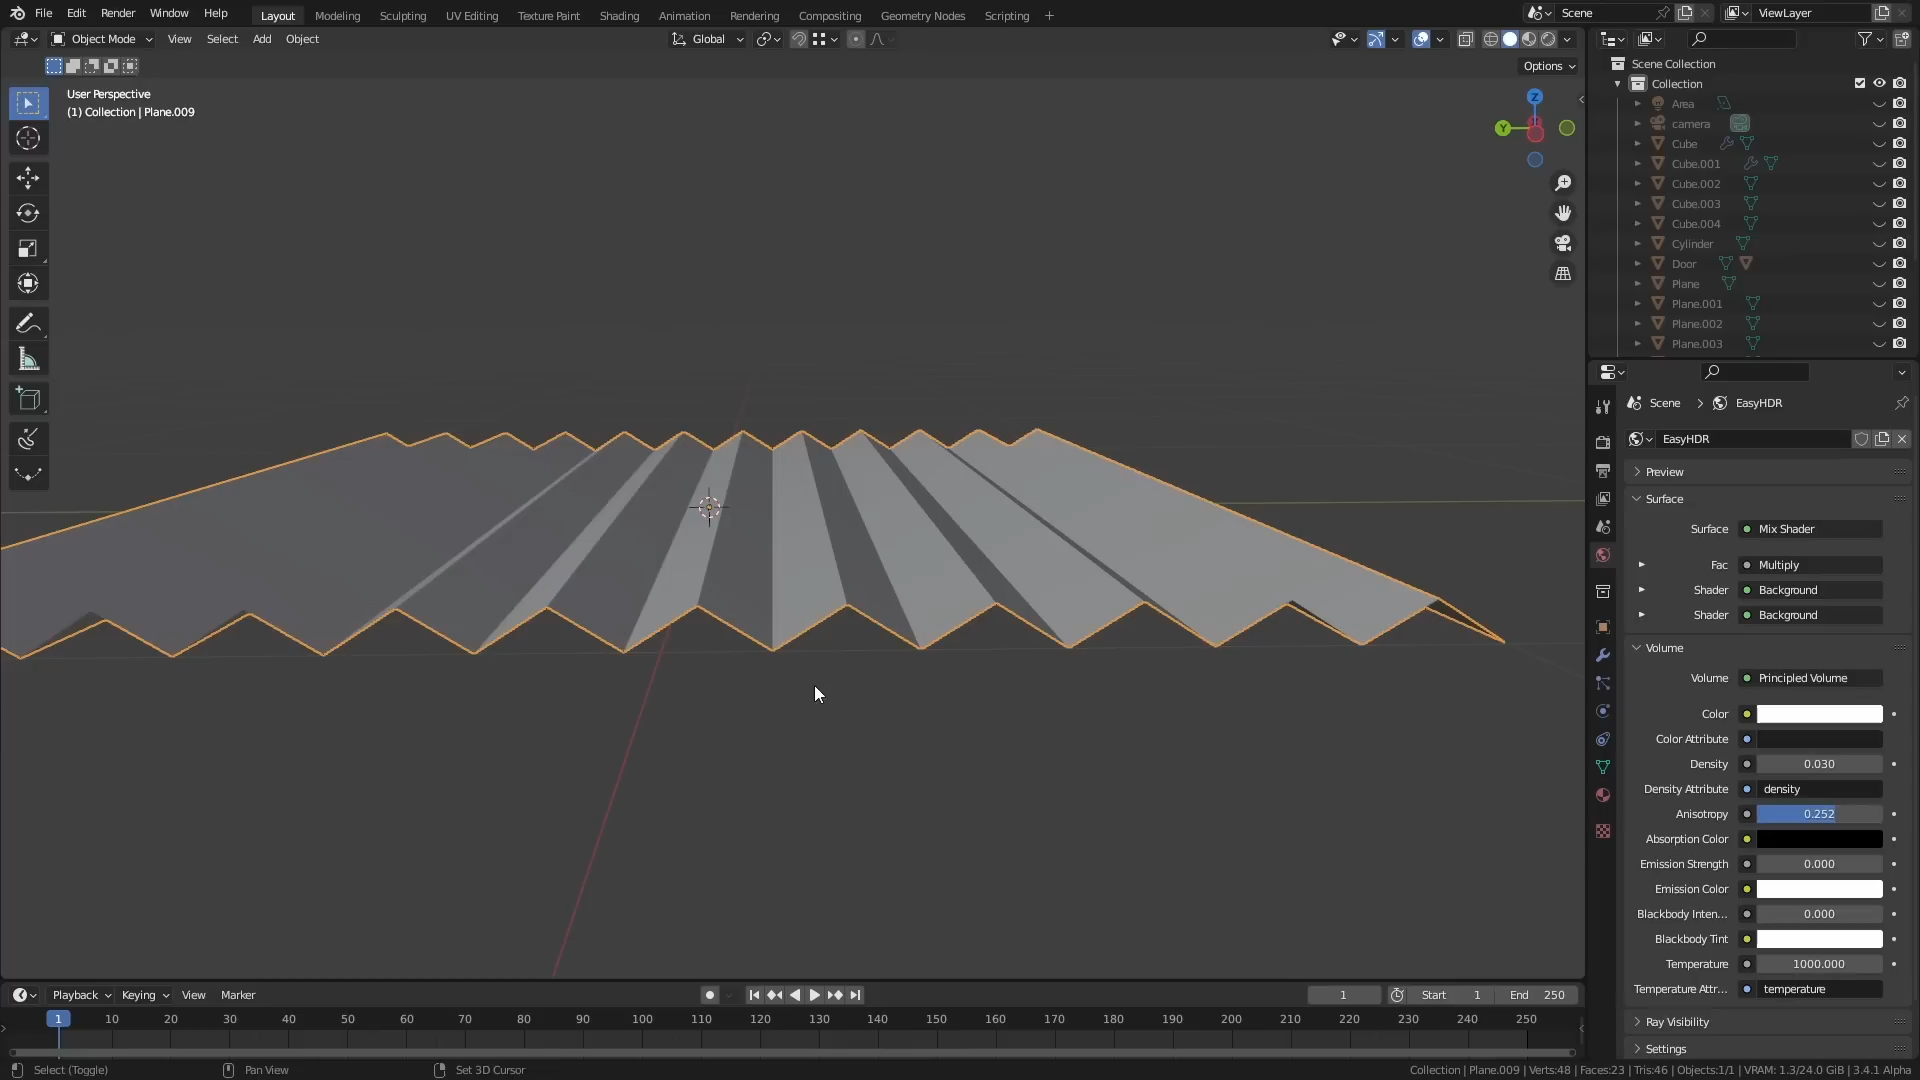 File Edit Render Window Help Layout Modeling Sculpting UV Editing Texture Paint Shading Animation Rendering Compositing Geometry Nodes Scripting + Scene ViewLayer
Object Mode View Select Add Object Global
Options
User Perspective
(1) Collection | Plane.009
Z
Y
Scene Collection
Collection
Area
camera
Cube
Cube.001
Cube.002
Cube.003
Cube.004
Cylinder
Door
Plane
Plane.001
Plane.002
Plane.003
Scene > EasyHDR
EasyHDR
Preview
Surface
Surface Mix Shader
Fac Multiply
Shader Background
Shader Background
Volume
Volume Principled Volume
Color
Color Attribute
Density 0.030
Density Attribute density
Anisotropy 0.252
Absorption Color
Emission Strength 0.000
Emission Color
Blackbody Inten... 0.000
Blackbody Tint
Temperature 1000.000
Temperature Attr... temperature
Ray Visibility
Settings
Playback Keying View Marker 1 Start 1 End 250
1 10 20 30 40 50 60 70 80 90 100 110 120 130 140 150 160 170 180 190 200 210 220 230 240 250
Select (Toggle) Pan View Set 3D Cursor Collection | Plane.009 | Verts:48 | Faces:23 | Tris:46 | Objects:1/1 | VRAM: 1.3/24.0 GiB | 3.4.1 Alpha